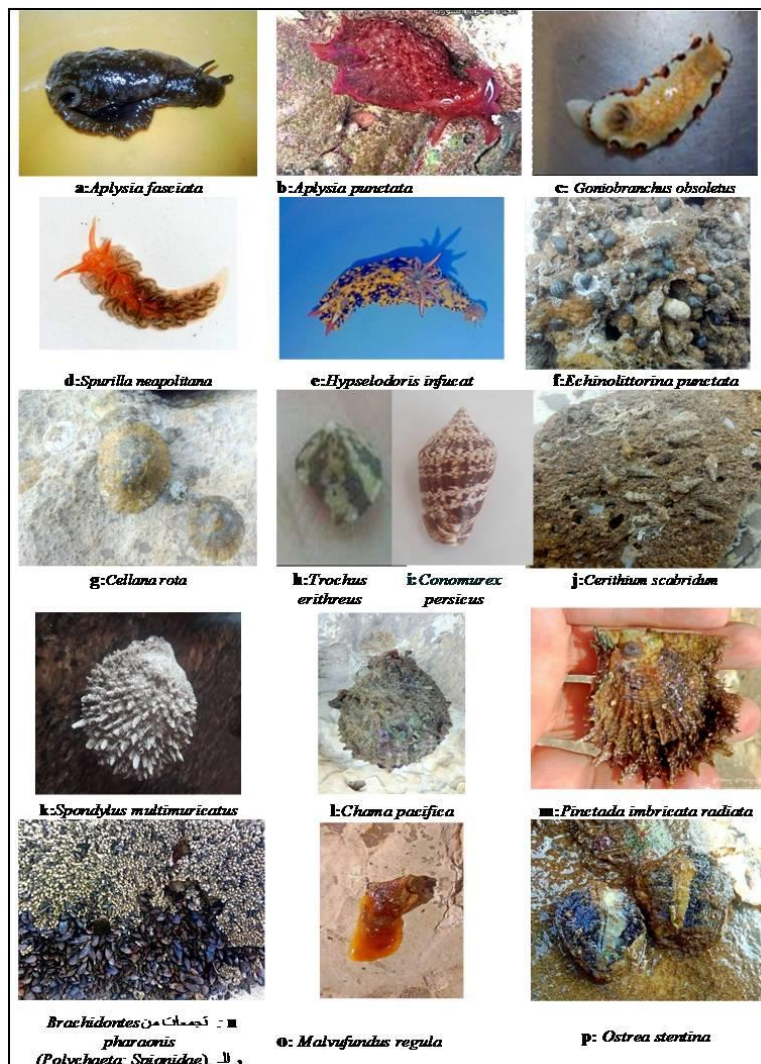 a:Aplysia fasciata
b:Aplysia punctata
c: Goniobranchus obsoletus
d:Spurilla neapolitana
e:Hypselodoris infucat
f:Echinolittorina punctata
g:Cellana rota
h:Trochus
erithreus
i:Conomurex
persicus
j:Cerithium scabridum
k:Spondylus multimuricatus
l:Chama pacifica
m:Pinctada imbricata radiata
n : تجمعات من Brachidontes
pharaonis
و الـ (Polychaeta: Spionidae)
o: Malvufundus regula
p: Ostrea stentina